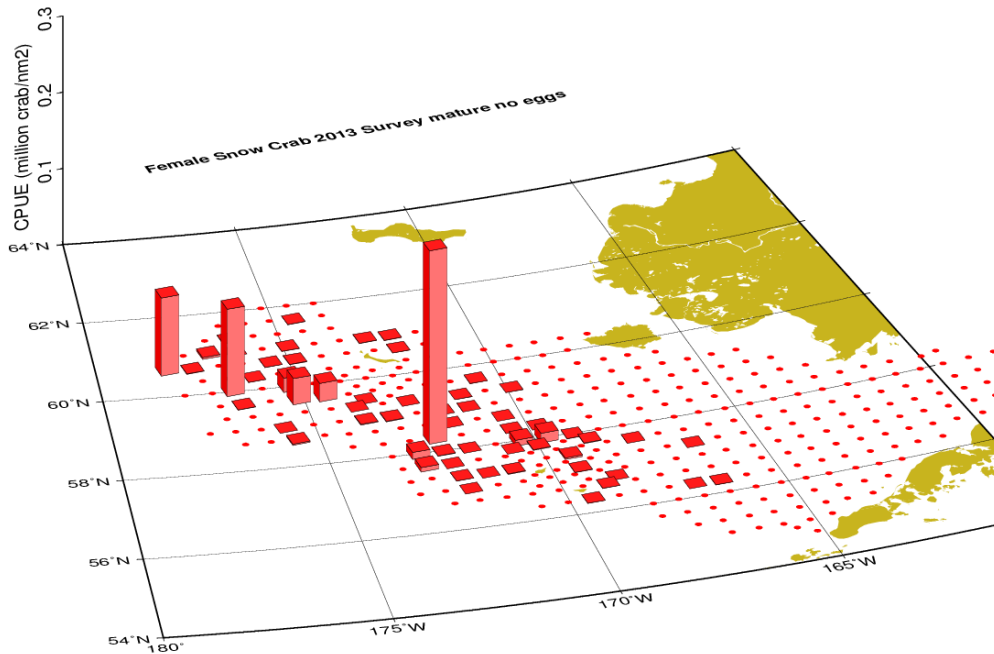 0.3
0.2
0.1
CPUE (million crab/nm2)
Female Snow Crab 2013 Survey mature no eggs
64°N
62°N
60°N
58°N
56°N
54°N
180°
175°W
170°W
165°W